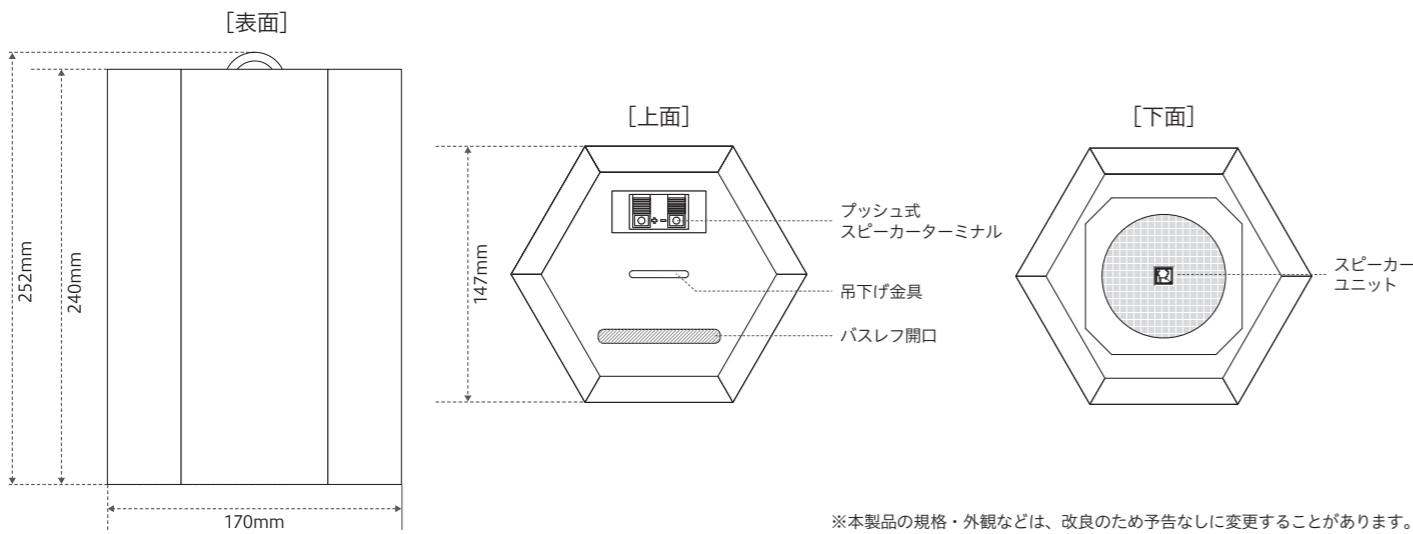 ［表面］
252mm
240mm
170mm
［上面］
147mm
+ -
プッシュ式
スピーカーターミナル
吊下げ金具
バスレフ開口
［下面］
スピーカー
ユニット
※本製品の規格・外観などは、改良のため予告なしに変更することがあります。